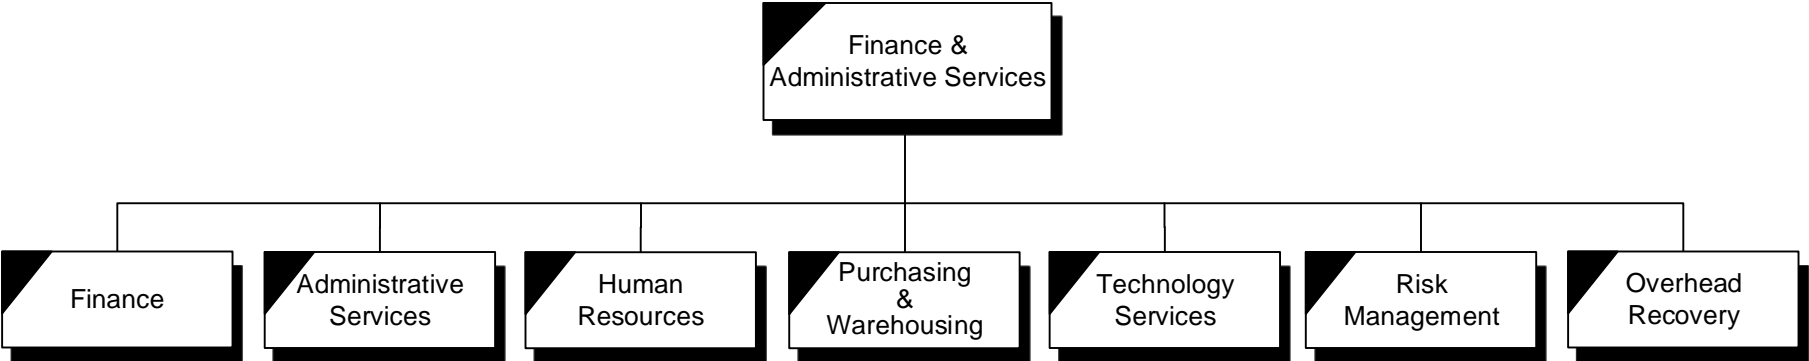 Finance &
Administrative Services
Finance
Administrative
Services
Human
Resources
Purchasing
&
Warehousing
Technology
Services
Risk
Management
Overhead
Recovery